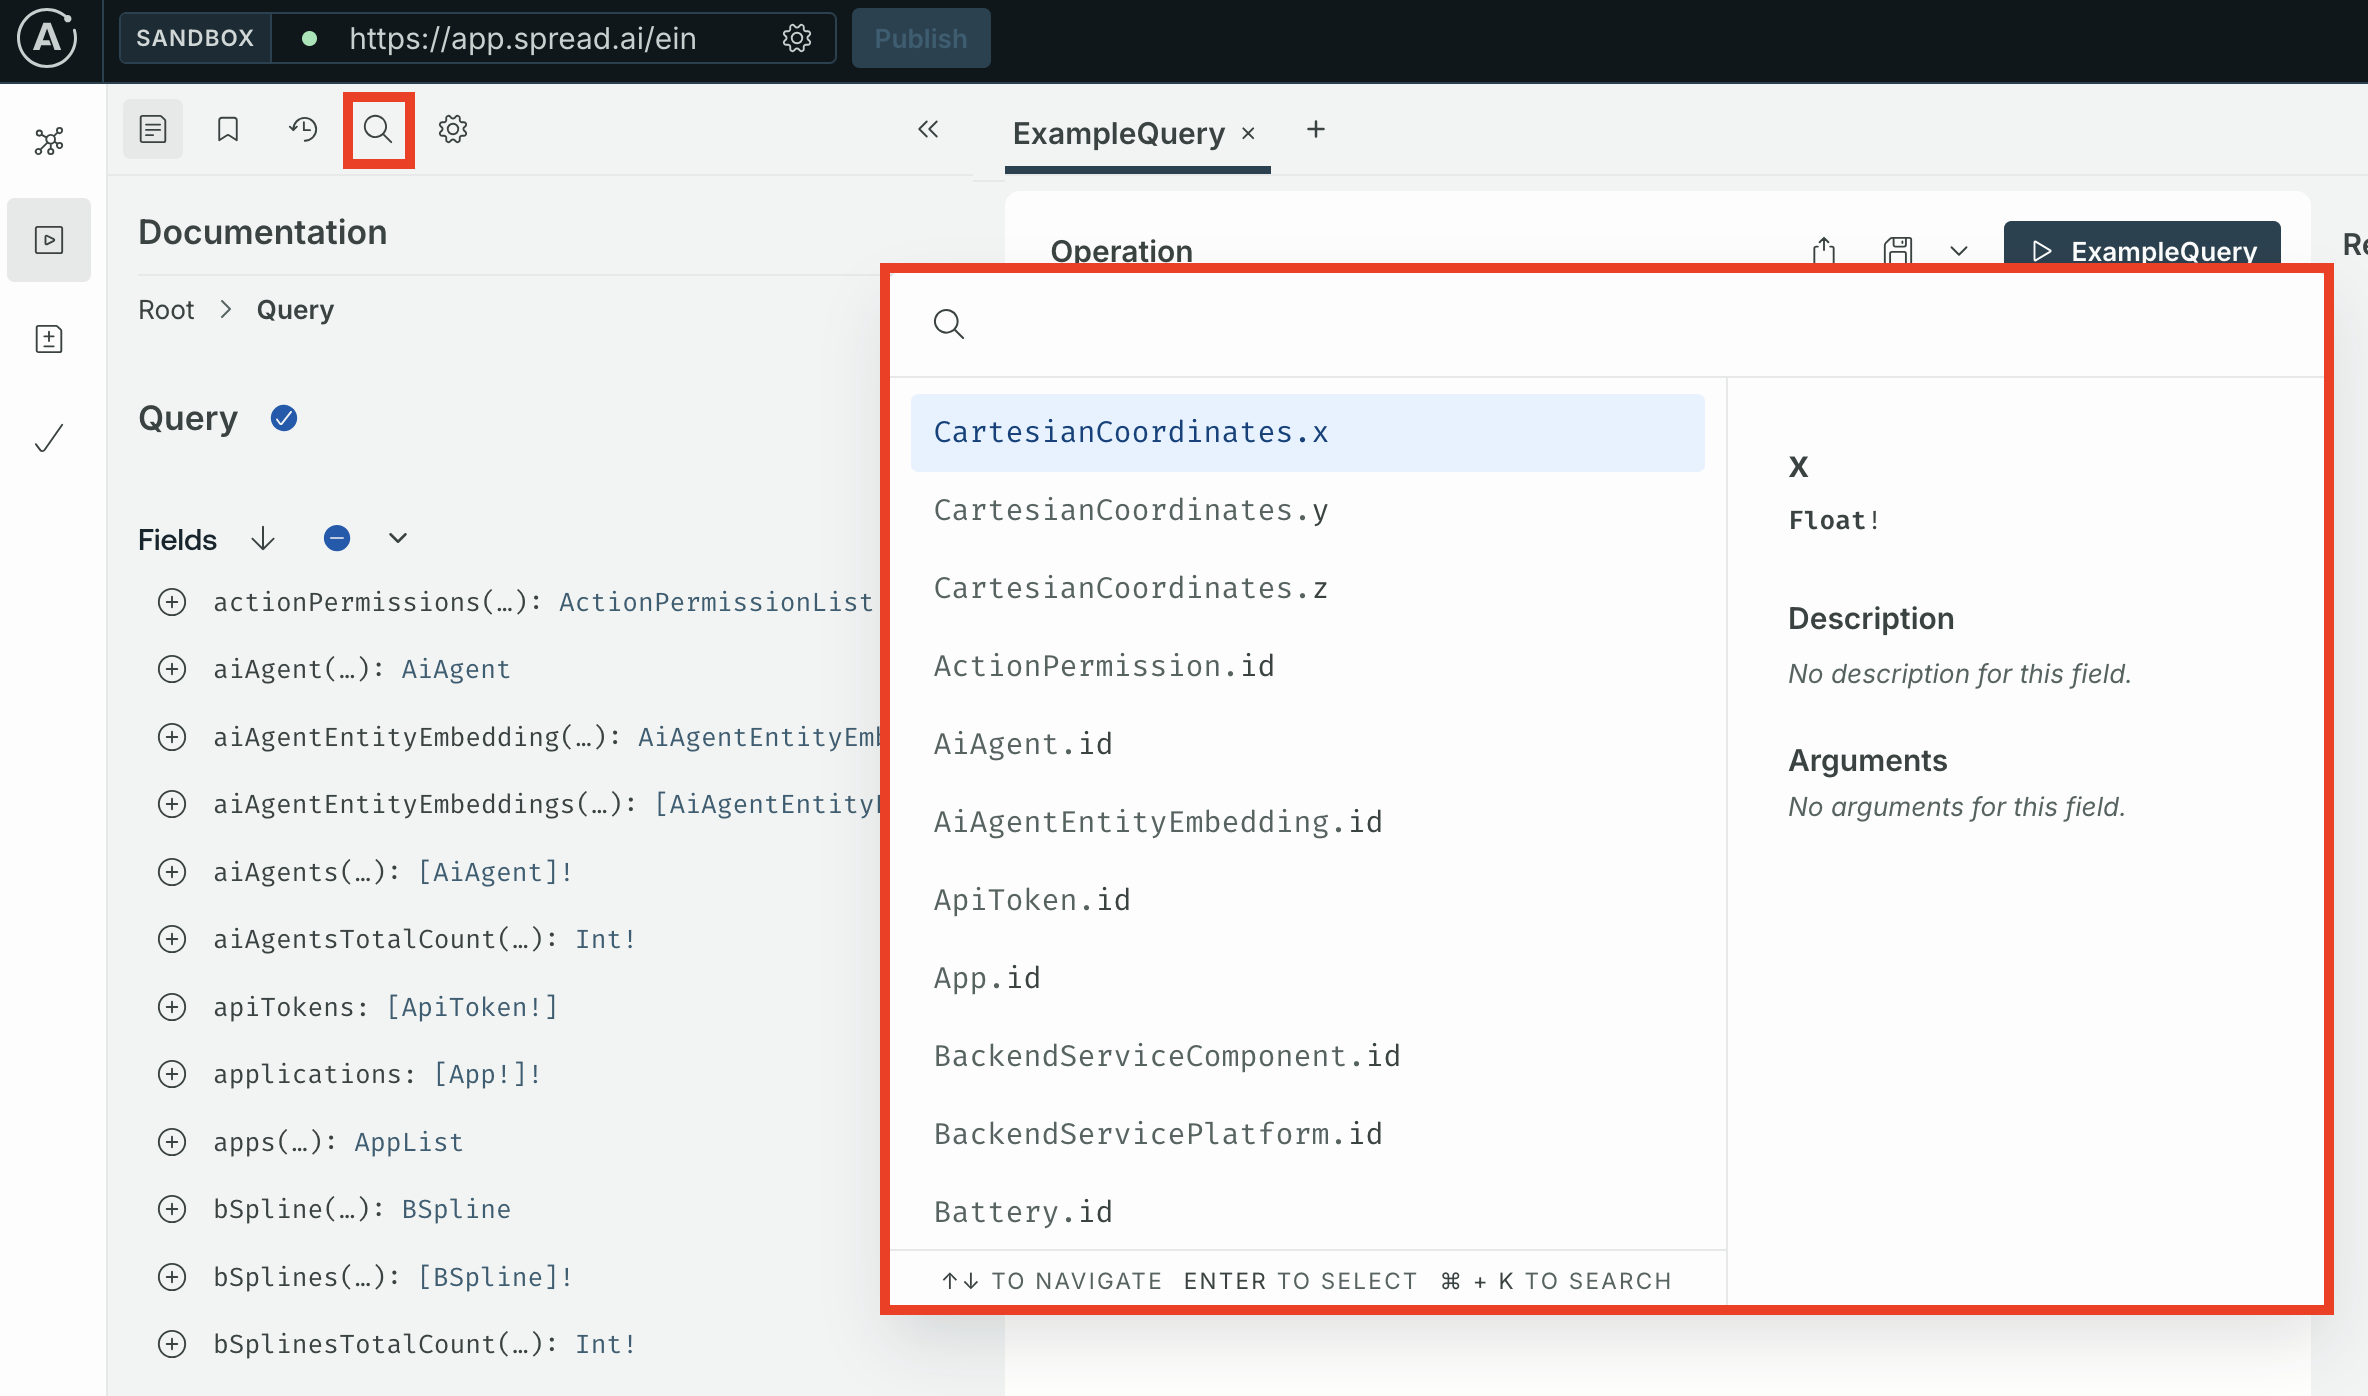 SANDBOX https://app.spread.ai/ein Publish
ExampleQuery × +
Documentation
Root > Query
Query
Fields
actionPermissions(…): ActionPermissionList
aiAgent(…): AiAgent
aiAgentEntityEmbedding(…): AiAgentEntityEmb
aiAgentEntityEmbeddings(…): [AiAgentEntity
aiAgents(…): [AiAgent]!
aiAgentsTotalCount(…): Int!
apiTokens: [ApiToken!]
applications: [App!]!
apps(…): AppList
bSpline(…): BSpline
bSplines(…): [BSpline]!
bSplinesTotalCount(…): Int!
Operation
ExampleQuery
Re
CartesianCoordinates.x
CartesianCoordinates.y
CartesianCoordinates.z
ActionPermission.id
AiAgent.id
AiAgentEntityEmbedding.id
ApiToken.id
App.id
BackendServiceComponent.id
BackendServicePlatform.id
Battery.id
↑↓ TO NAVIGATE ENTER TO SELECT ⌘ + K TO SEARCH
x
Float!
Description
No description for this field.
Arguments
No arguments for this field.